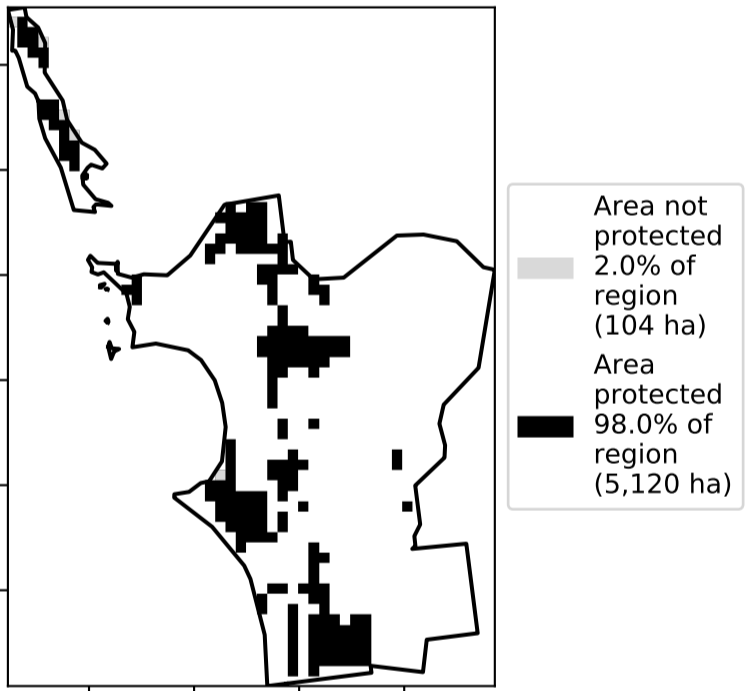 Area not
protected
2.0% of
region
(104 ha)
Area
protected
98.0% of
region
(5,120 ha)